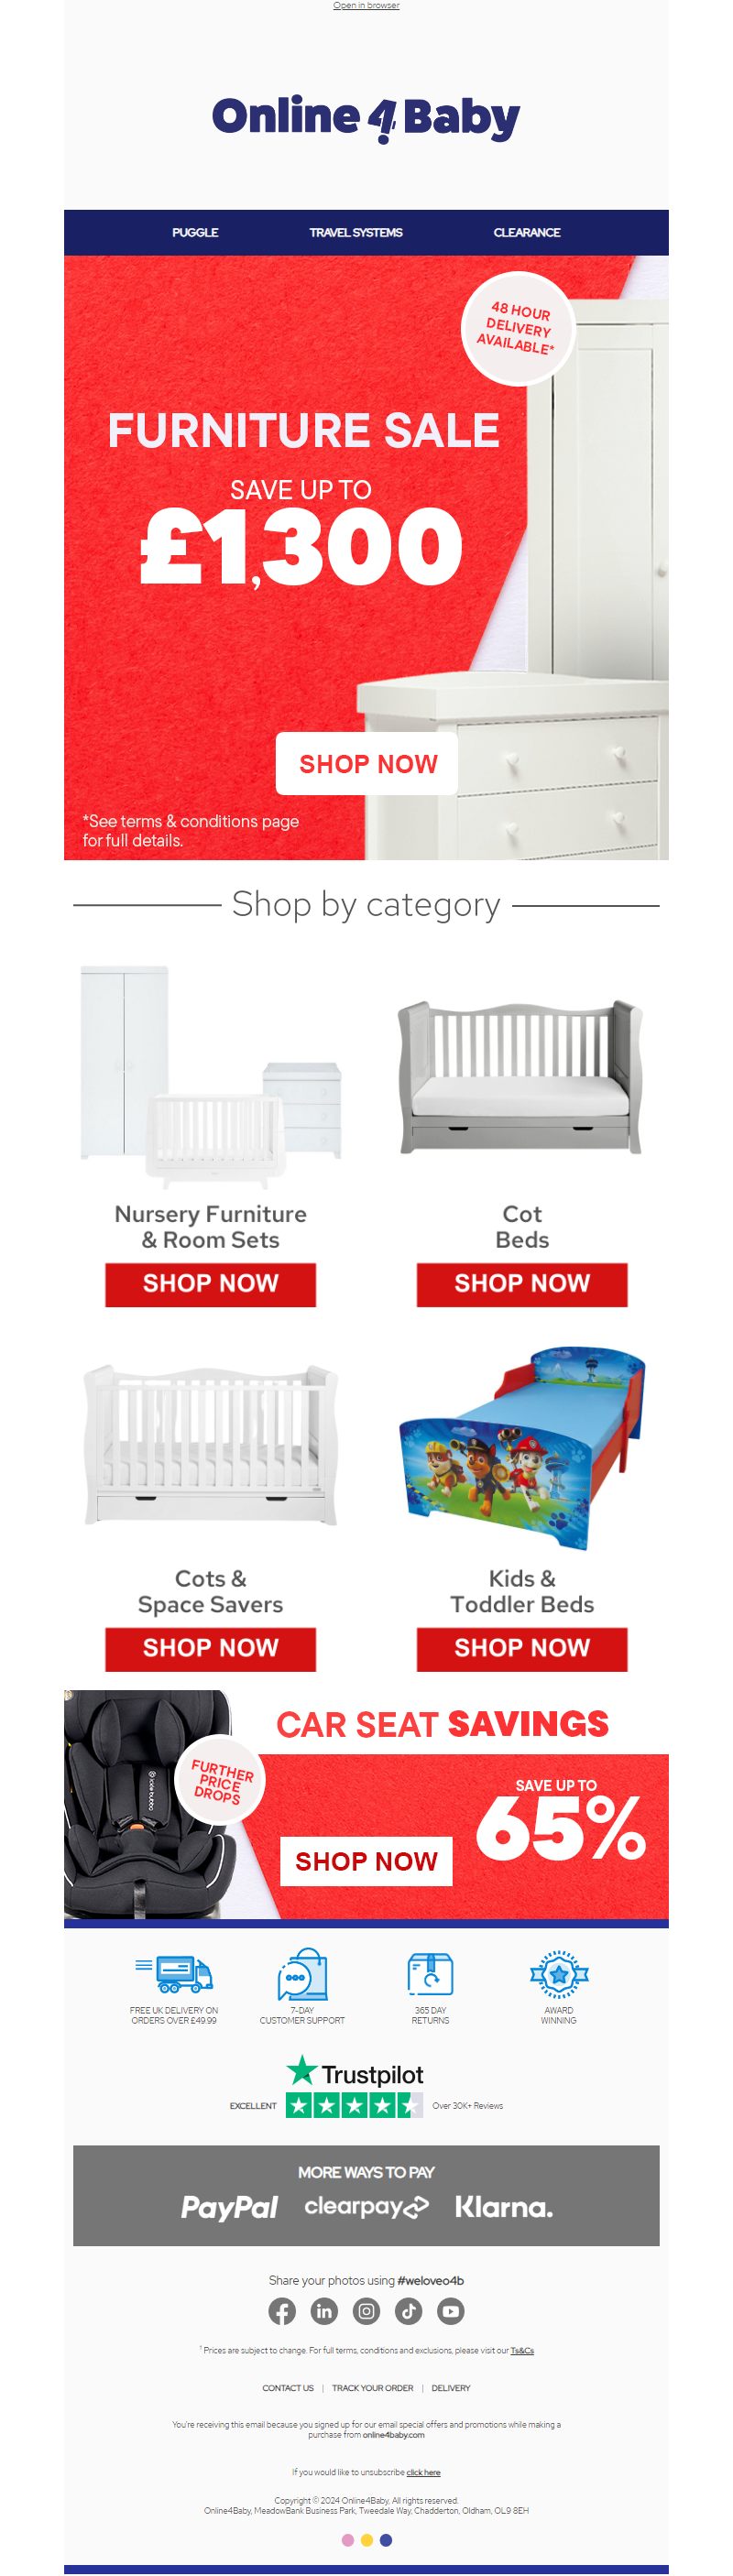 Open in browser
Online4Baby
PUGGLE TRAVEL SYSTEMS CLEARANCE
48 HOUR
DELIVERY
AVAILABLE*
FURNITURE SALE
SAVE UP TO
£1,300
SHOP NOW
*See terms & conditions page
for full details.
Shop by category
Nursery Furniture
& Room Sets
SHOP NOW
Cot
Beds
SHOP NOW
Cots &
Space Savers
SHOP NOW
Kids &
Toddler Beds
SHOP NOW
CAR SEAT SAVINGS
FURTHER
PRICE
DROPS
SAVE UP TO
65%
SHOP NOW
FREE UK DELIVERY ON
ORDERS OVER £49.99
7-DAY
CUSTOMER SUPPORT
365 DAY
RETURNS
AWARD
WINNING
Trustpilot
EXCELLENT Over 30K+ Reviews
MORE WAYS TO PAY
PayPal clearpay Klarna.
Share your photos using #weloveo4b
¹ Prices are subject to change. For full terms, conditions and exclusions, please visit our Ts&Cs
CONTACT US | TRACK YOUR ORDER | DELIVERY
You're receiving this email because you signed up for our email special offers and promotions while making a
purchase from online4baby.com
If you would like to unsubscribe click here
Copyright © 2024 Online4Baby, All rights reserved.
Online4Baby, MeadowBank Business Park, Tweedale Way, Chadderton, Oldham, OL9 8EH